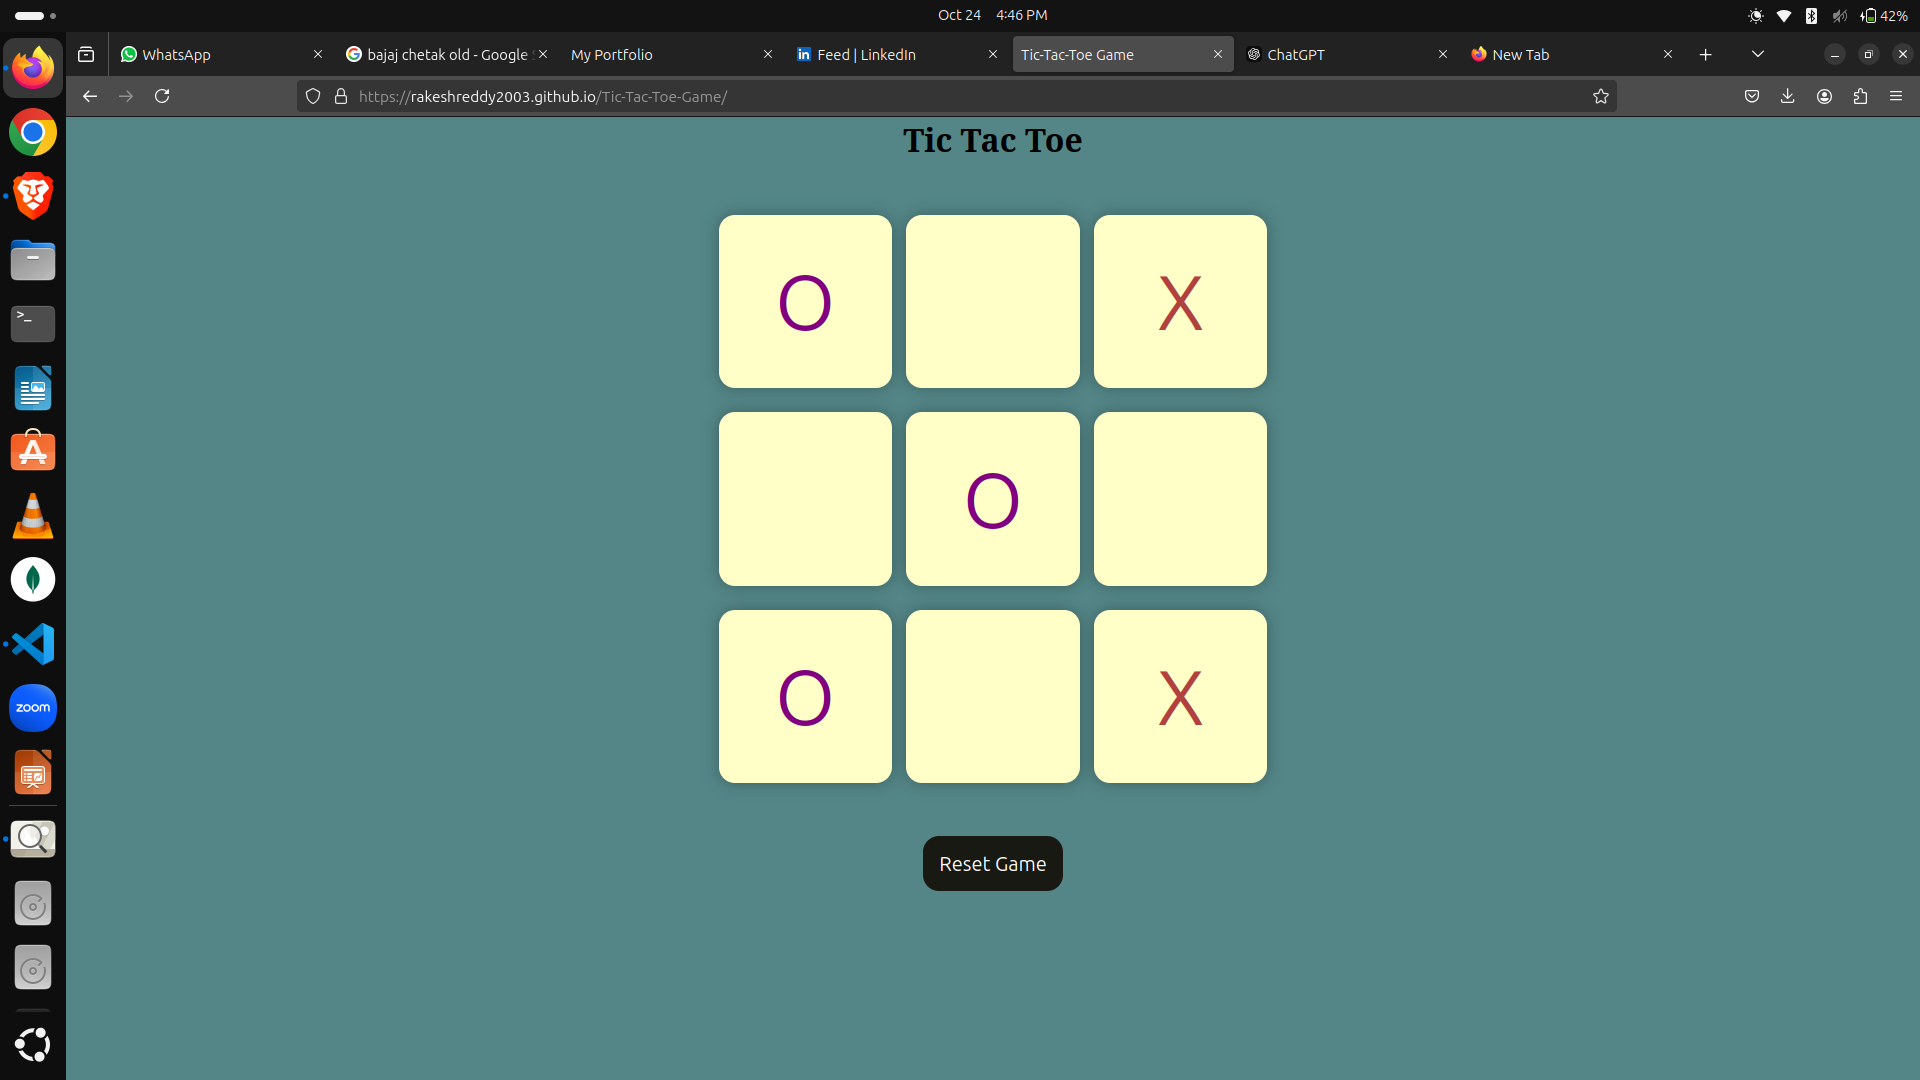 Oct 24 4:46 PM
42%
WhatsApp
bajaj chetak old - Google
My Portfolio
Feed | LinkedIn
Tic-Tac-Toe Game
ChatGPT
New Tab
https://rakeshreddy2003.github.io/Tic-Tac-Toe-Game/
Tic Tac Toe
O X
O
O X
Reset Game
>_
zoom